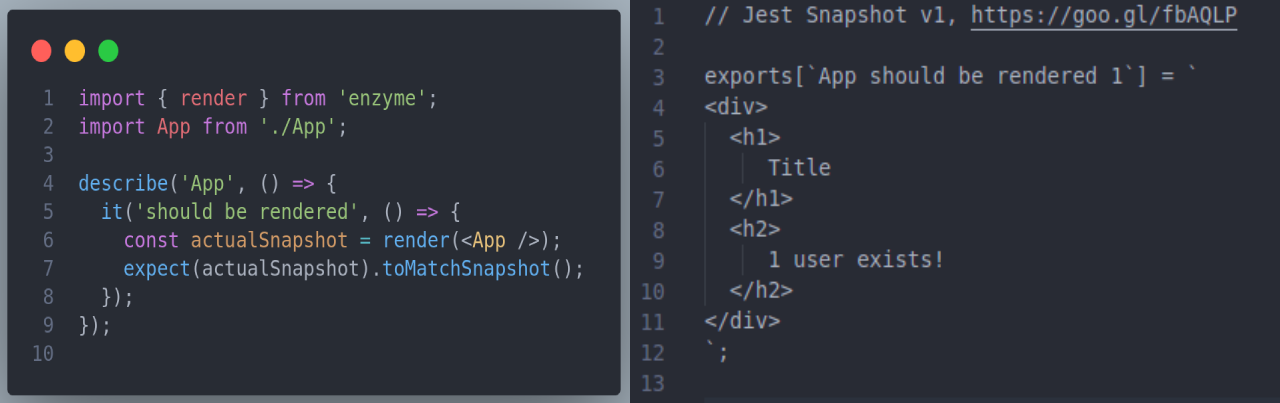 1 import { render } from 'enzyme';
2 import App from './App';
3
4 describe('App', () => {
5   it('should be rendered', () => {
6     const actualSnapshot = render(<App />);
7     expect(actualSnapshot).toMatchSnapshot();
8   });
9 });
10
1 // Jest Snapshot v1, https://goo.gl/fbAQLP
2
3 exports[`App should be rendered 1`] = `
4 <div>
5   <h1>
6     Title
7   </h1>
8   <h2>
9     1 user exists!
10   </h2>
11 </div>
12 `;
13